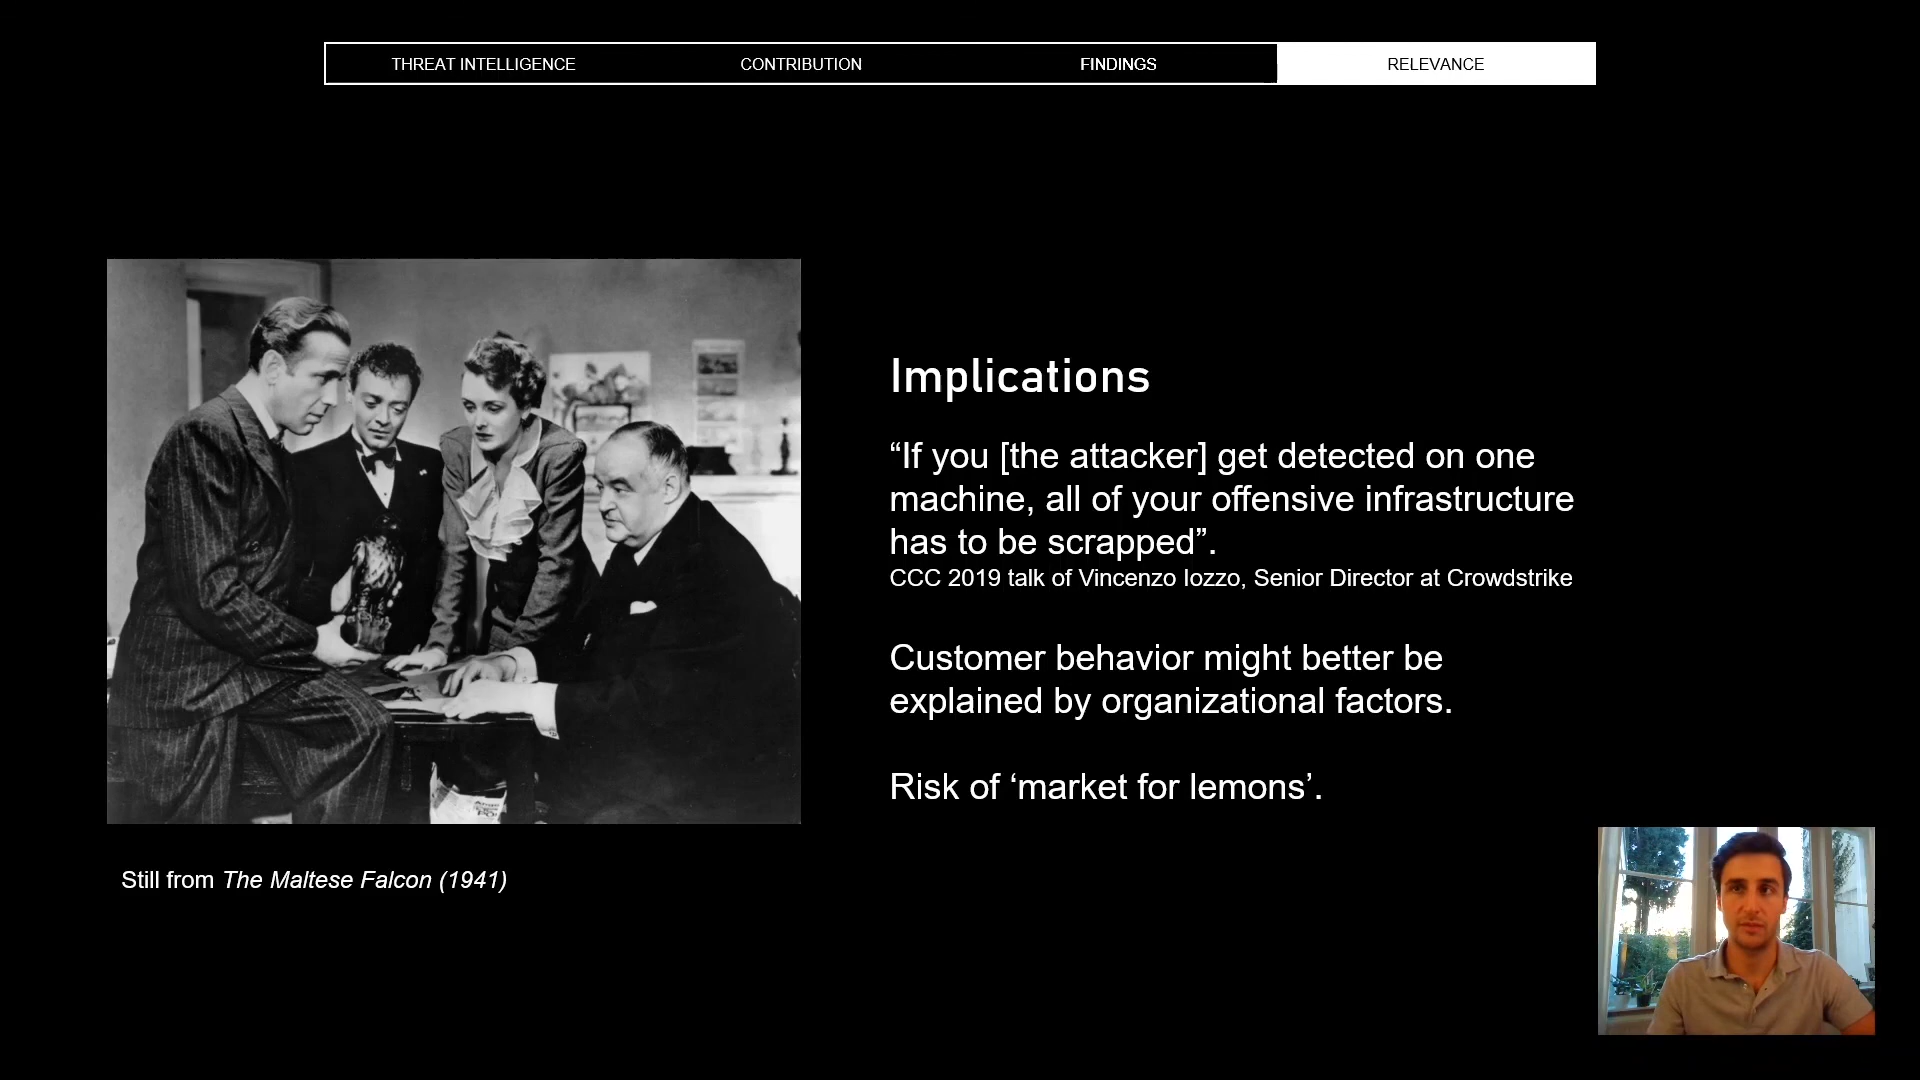 THREAT INTELLIGENCE
CONTRIBUTION
FINDINGS
RELEVANCE
Implications
“If you [the attacker] get detected on one
machine, all of your offensive infrastructure
has to be scrapped”.
CCC 2019 talk of Vincenzo Iozzo, Senior Director at Crowdstrike
Customer behavior might better be
explained by organizational factors.
Risk of ‘market for lemons’.
Still from The Maltese Falcon (1941)